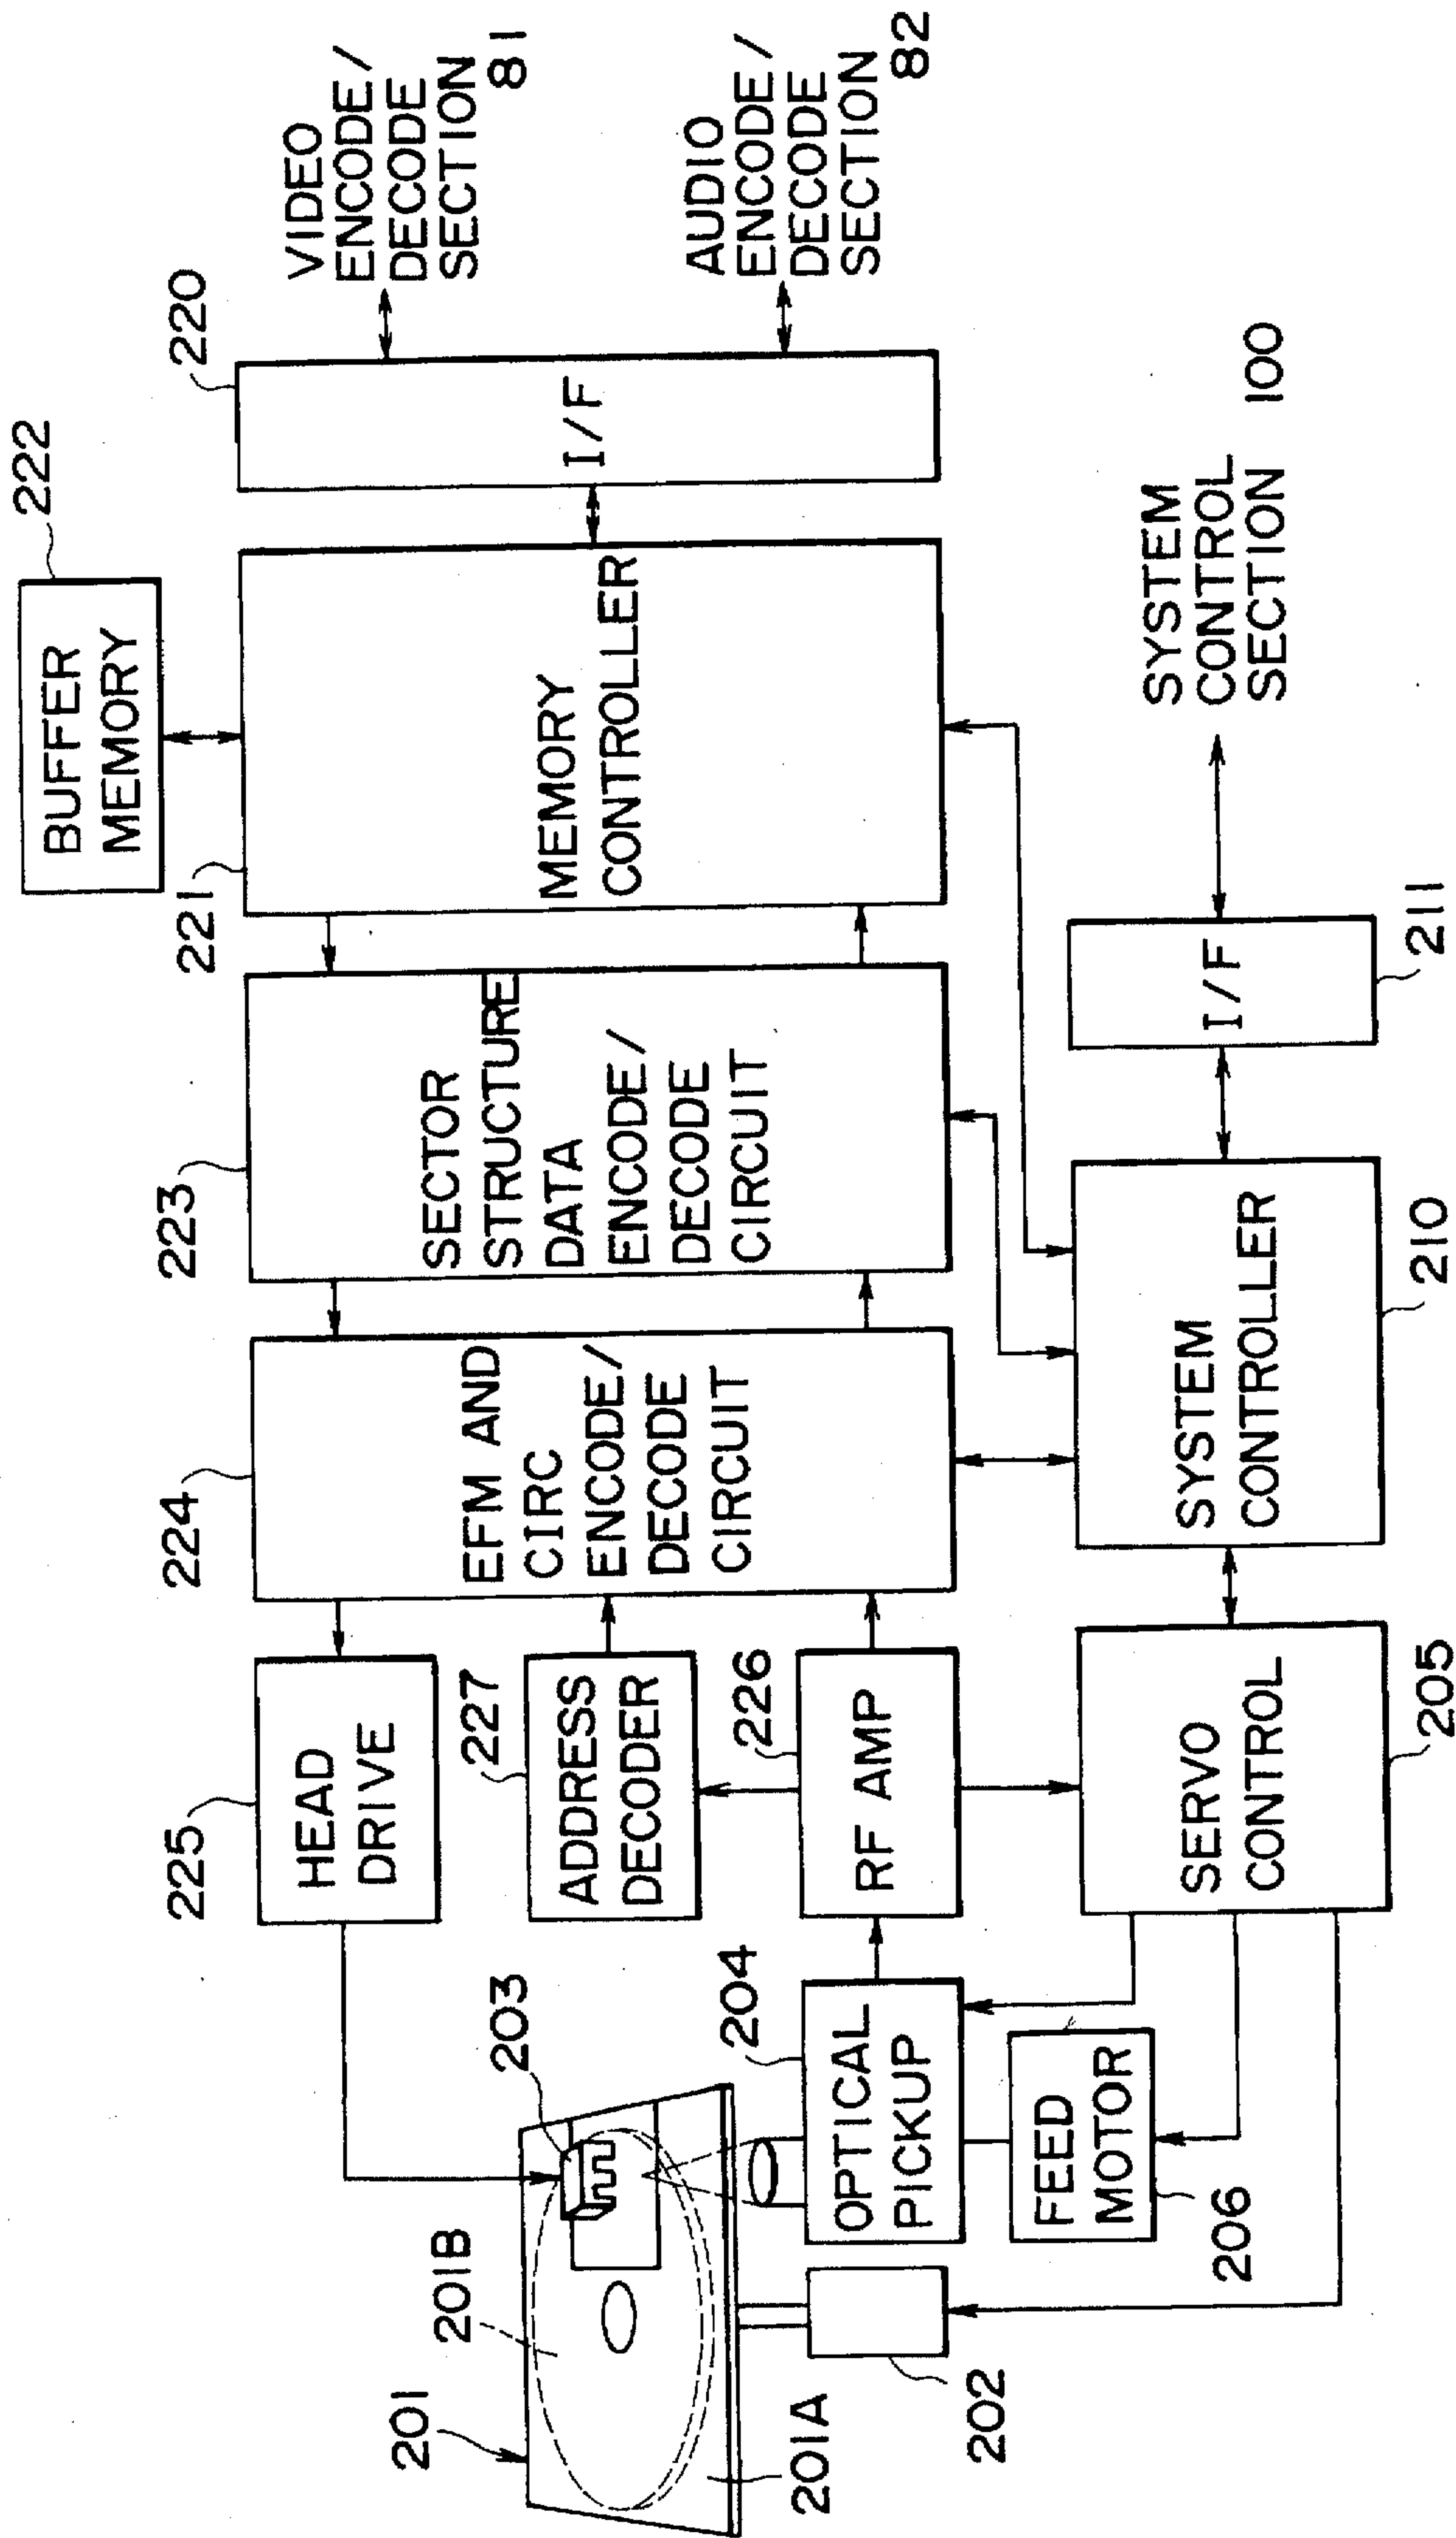 222
BUFFER
MEMORY
220
I/F
VIDEO
ENCODE/
DECODE
SECTION
81
AUDIO
ENCODE/
DECODE
SECTION
82
221
MEMORY
CONTROLLER
223
SECTOR
STRUCTURE
DATA
ENCODE/
DECODE
CIRCUIT
224
EFM AND
CIRC
ENCODE/
DECODE
CIRCUIT
225
HEAD
DRIVE
227
ADDRESS
DECODER
226
RF AMP
201
201B
203
201A
204
OPTICAL
PICKUP
202
FEED
MOTOR
206
SERVO
CONTROL
205
SYSTEM
CONTROLLER
210
I/F
211
SYSTEM
CONTROL
SECTION 100